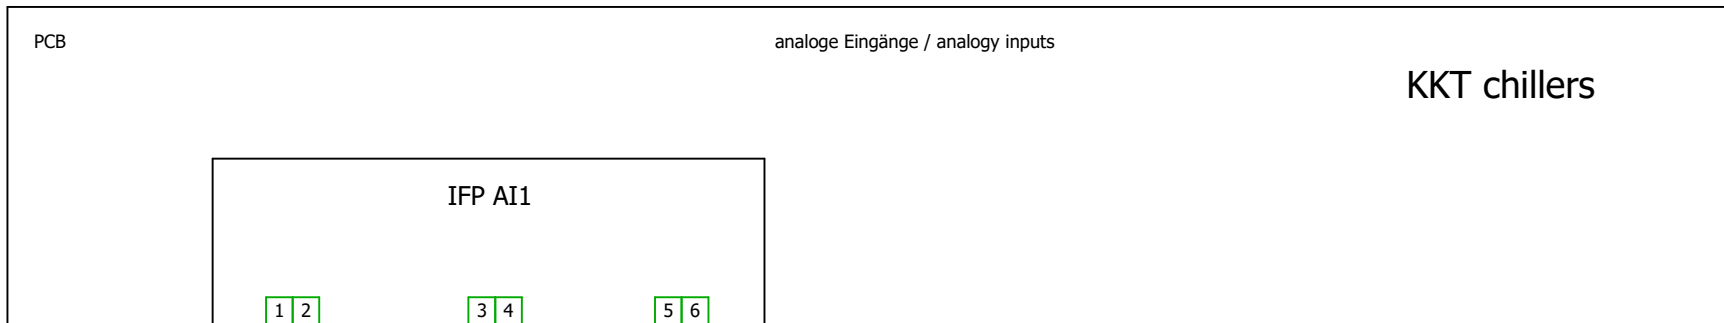 PCB
analoge Eingänge / analogy inputs
KKT chillers
IFP AI1
1 2 3 4 5 6